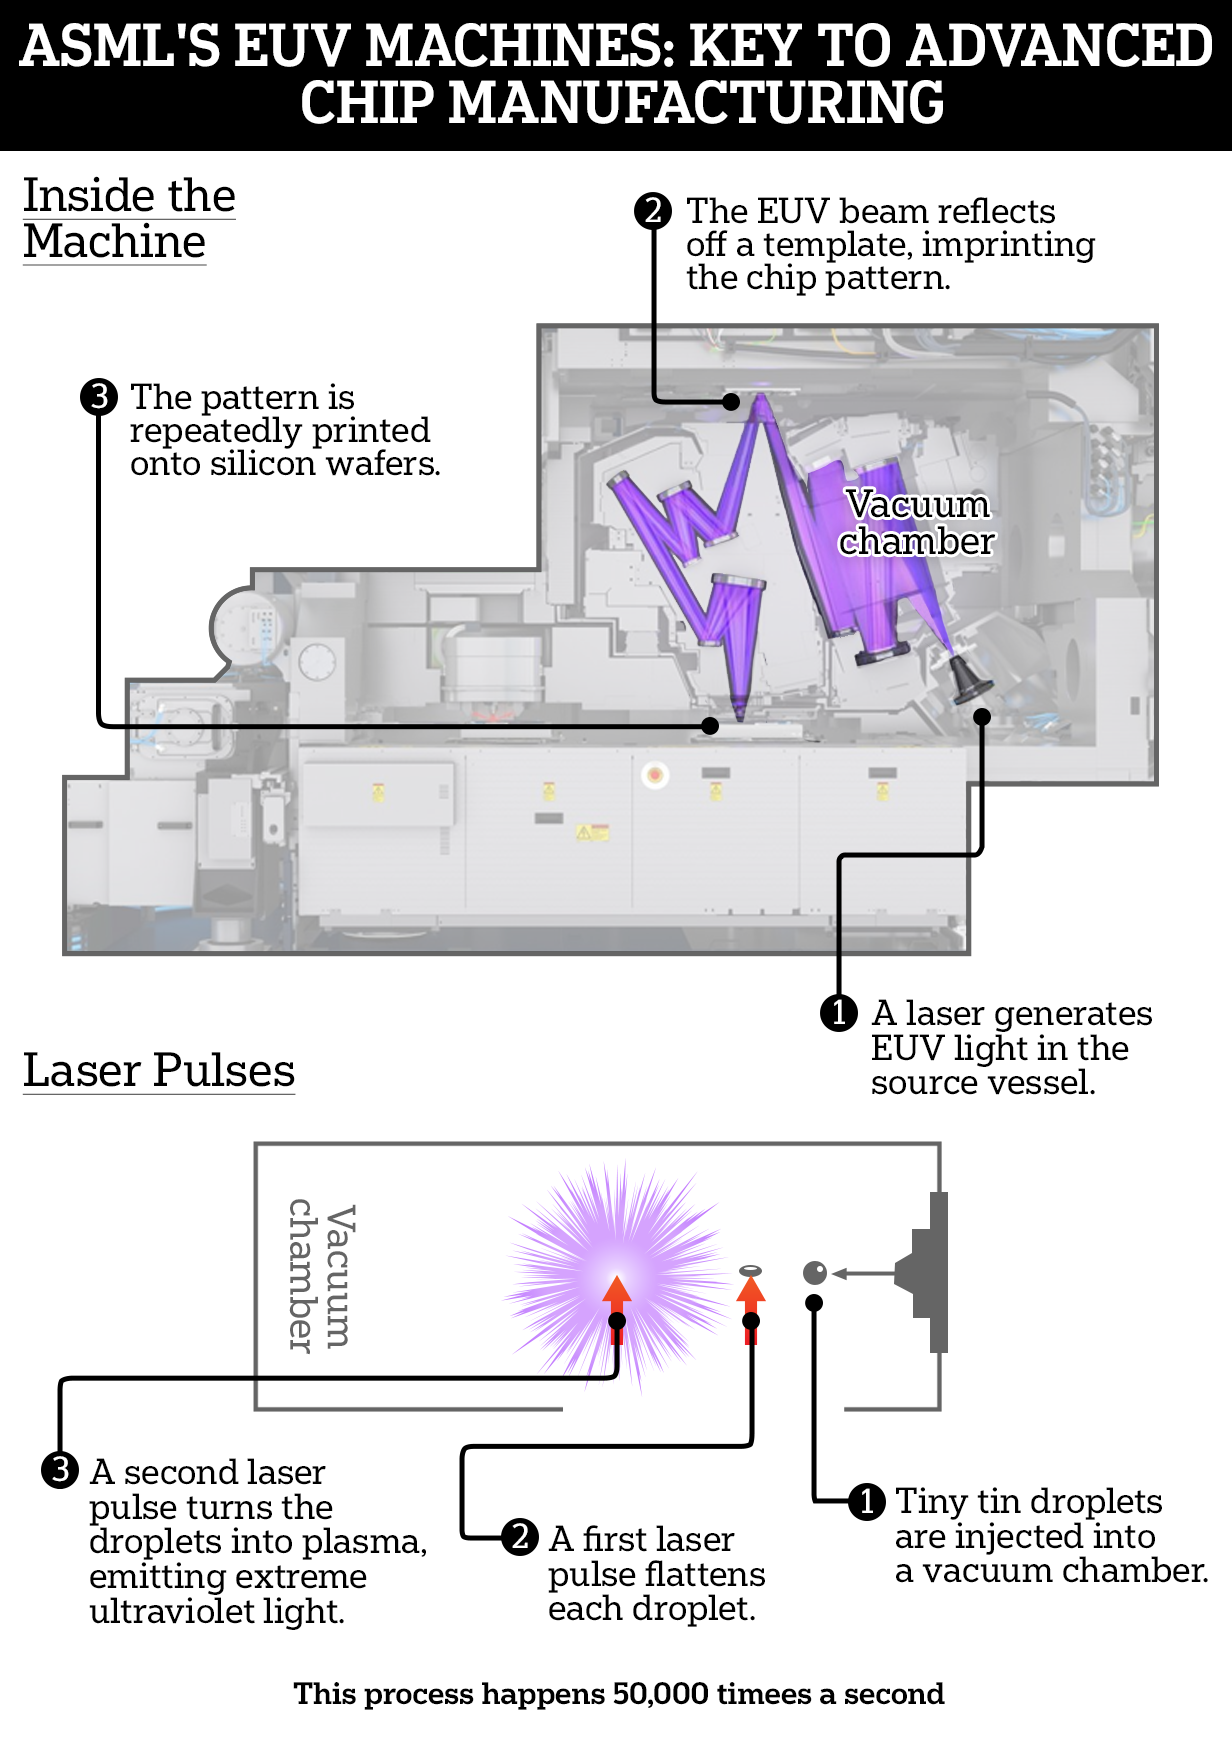 ASML'S EUV MACHINES: KEY TO ADVANCED
CHIP MANUFACTURING
Inside the
Machine
2 The EUV beam reflects
off a template, imprinting
the chip pattern.
3 The pattern is
repeatedly printed
onto silicon wafers.
Vacuum
chamber
1 A laser generates
EUV light in the
source vessel.
Laser Pulses
Vacuum
chamber
3 A second laser
pulse turns the
droplets into plasma,
emitting extreme
ultraviolet light.
2 A first laser
pulse flattens
each droplet.
1 Tiny tin droplets
are injected into
a vacuum chamber.
This process happens 50,000 timees a second